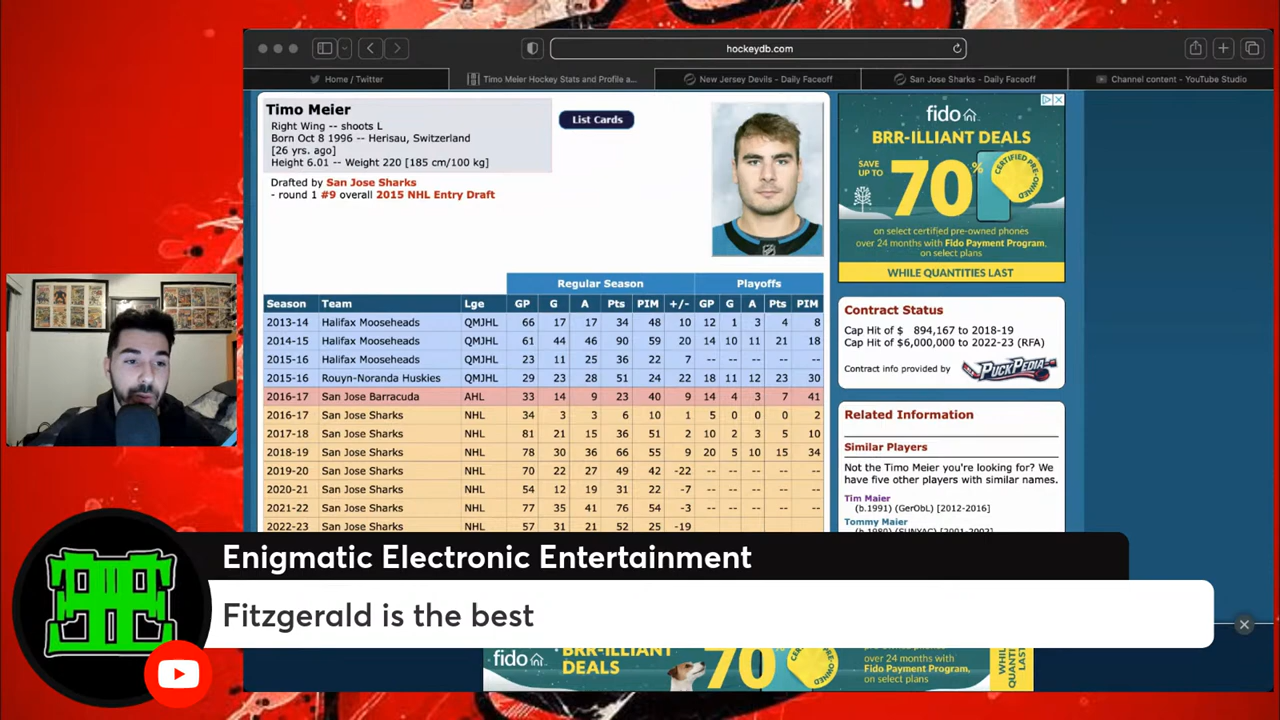 hockeydb.com
Home / Twitter
Timo Meier Hockey Stats and Profile a...
New Jersey Devils - Daily Faceoff
San Jose Sharks - Daily Faceoff
Channel content - YouTube Studio
Timo Meier
Right Wing -- shoots L
Born Oct 8 1996 -- Herisau, Switzerland
[26 yrs. ago]
Height 6.01 -- Weight 220 [185 cm/100 kg]
Drafted by San Jose Sharks
- round 1 #9 overall 2015 NHL Entry Draft
List Cards
Regular Season Playoffs
Season Team Lge GP G A Pts PIM +/- GP G A Pts PIM
2013-14 Halifax Mooseheads QMJHL 66 17 17 34 48 10 12 1 3 4 8
2014-15 Halifax Mooseheads QMJHL 61 44 46 90 59 20 14 10 11 21 18
2015-16 Halifax Mooseheads QMJHL 23 11 25 36 22 7 -- -- -- -- --
2015-16 Rouyn-Noranda Huskies QMJHL 29 23 28 51 24 22 18 11 12 23 30
2016-17 San Jose Barracuda AHL 33 14 9 23 40 9 14 4 3 7 41
2016-17 San Jose Sharks NHL 34 3 3 6 10 1 5 0 0 0 2
2017-18 San Jose Sharks NHL 81 21 15 36 51 2 10 2 3 5 10
2018-19 San Jose Sharks NHL 78 30 36 66 55 9 20 5 10 15 34
2019-20 San Jose Sharks NHL 70 22 27 49 42 -22 -- -- -- -- --
2020-21 San Jose Sharks NHL 54 12 19 31 22 -7 -- -- -- -- --
2021-22 San Jose Sharks NHL 77 35 41 76 54 -3 -- -- -- -- --
2022-23 San Jose Sharks NHL 57 31 21 52 25 -19
fido
BRR-ILLIANT DEALS
SAVE UP TO 70%
CERTIFIED PRE-OWNED
on select certified pre-owned phones
over 24 months with Fido Payment Program,
on select plans
WHILE QUANTITIES LAST
Contract Status
Cap Hit of $ 894,167 to 2018-19
Cap Hit of $6,000,000 to 2022-23 (RFA)
Contract info provided by PUCKPEDIA
Related Information
Similar Players
Not the Timo Meier you're looking for? We
have five other players with similar names.
Tim Maier
(b.1991) (GerObL) [2012-2016]
Tommy Maier
Enigmatic Electronic Entertainment
Fitzgerald is the best
fido
BRR-ILLIANT
DEALS
70%
over 24 months with
Fido Payment Program,
on select plans